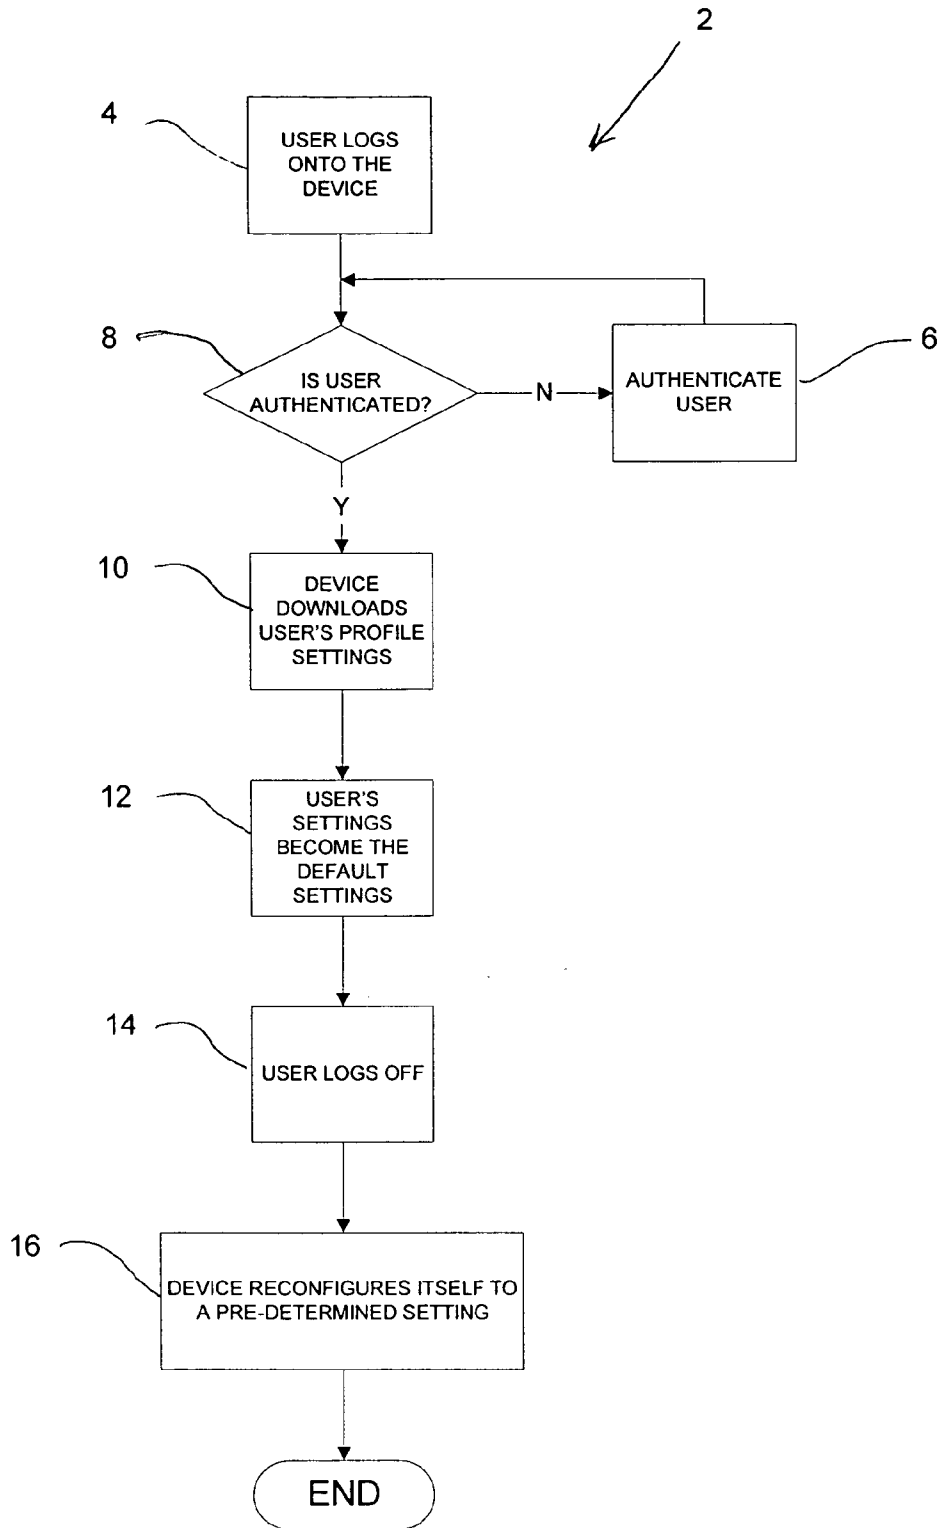 2
4
USER LOGS
ONTO THE
DEVICE
8
IS USER
AUTHENTICATED?
N
AUTHENTICATE
USER
6
Y
10
DEVICE
DOWNLOADS
USER'S PROFILE
SETTINGS
12
USER'S
SETTINGS
BECOME THE
DEFAULT
SETTINGS
14
USER LOGS OFF
16
DEVICE RECONFIGURES ITSELF TO
A PRE-DETERMINED SETTING
END